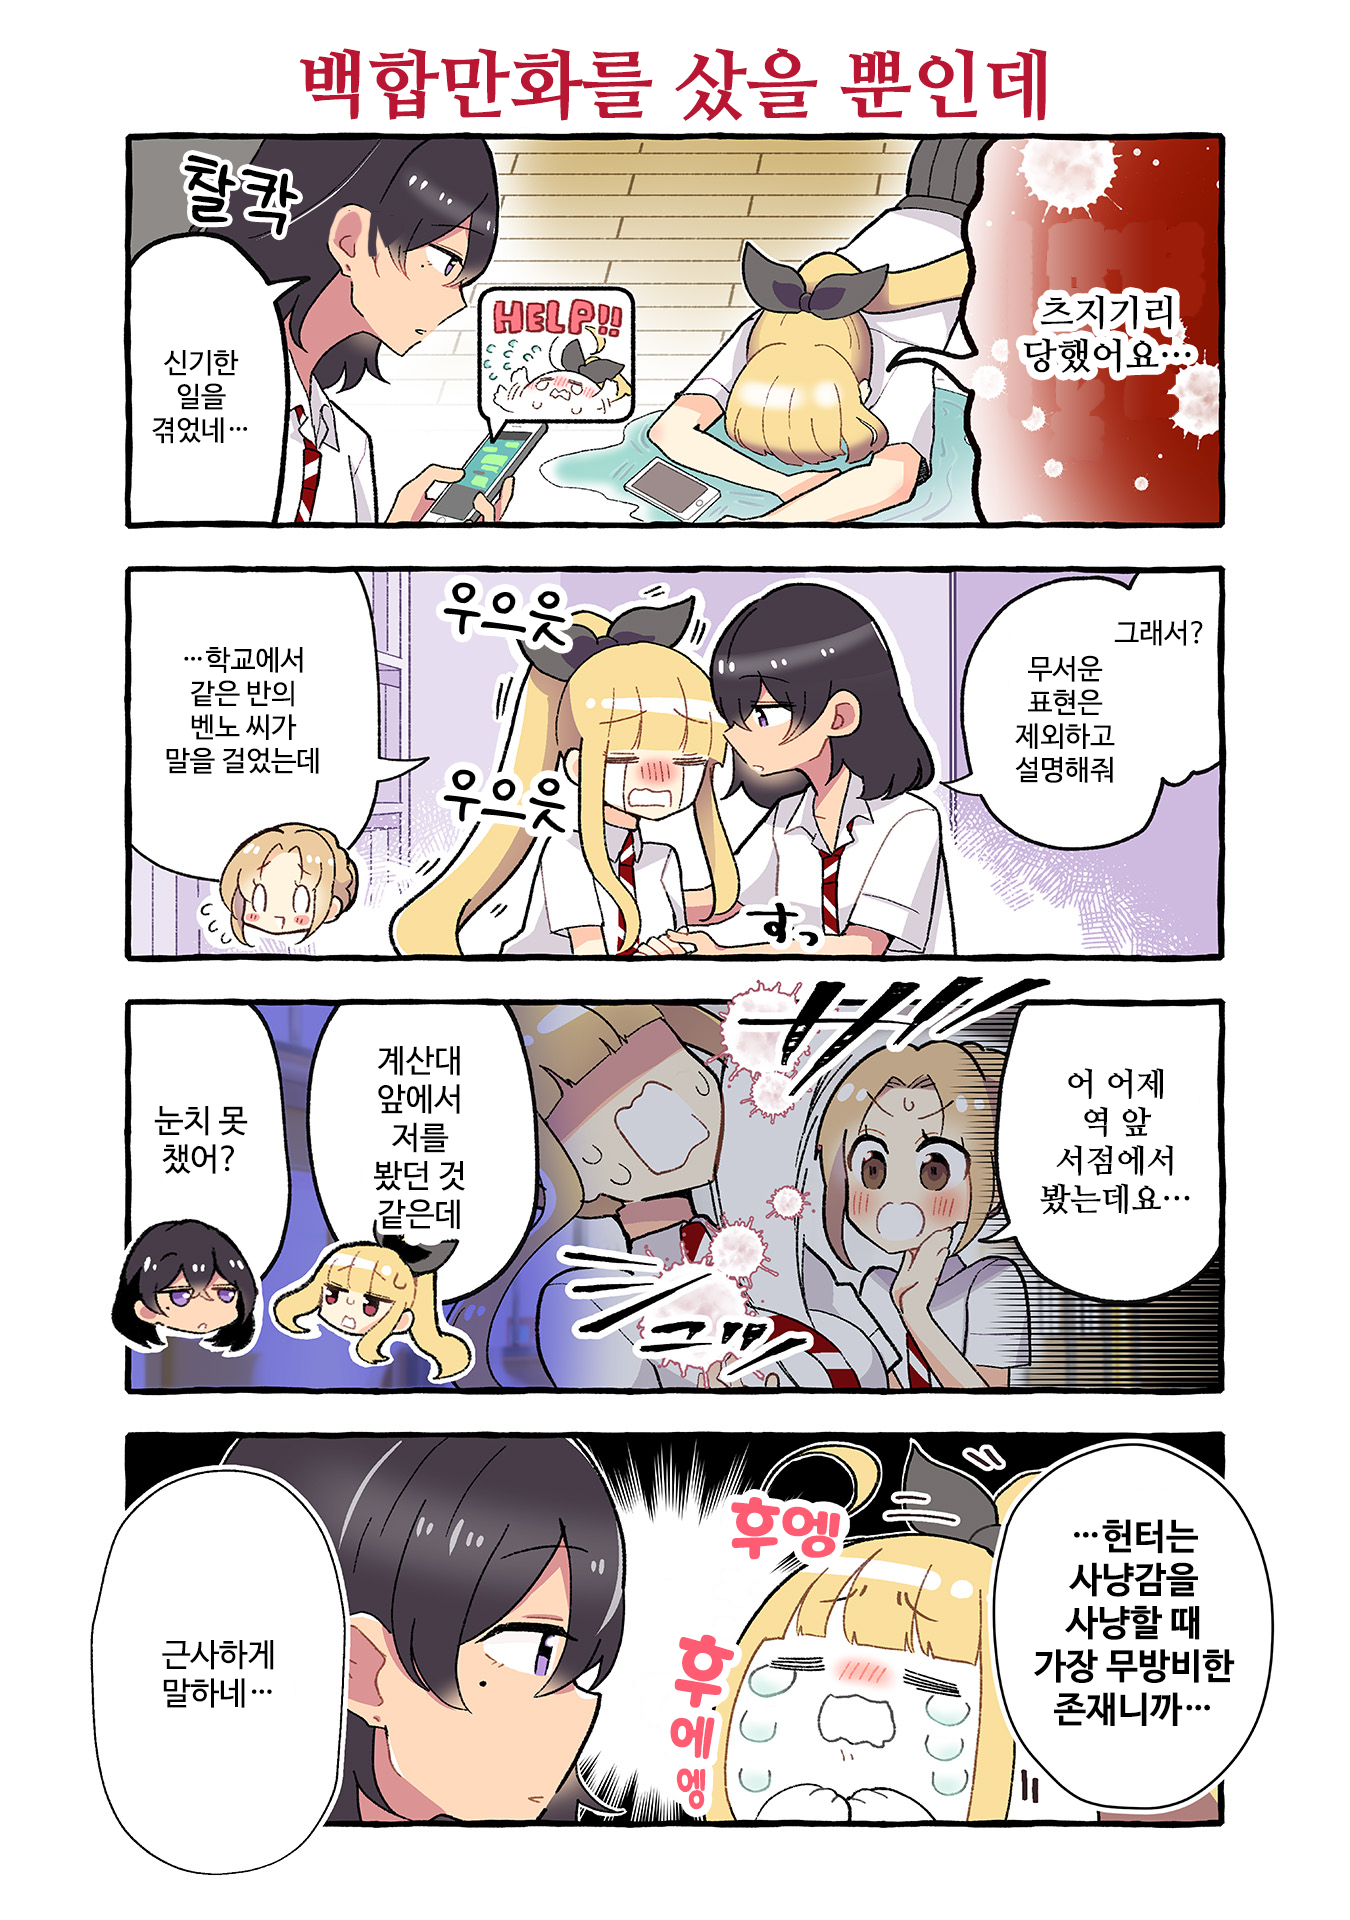 백합만화를 샀을 뿐인데
츠지기리
당했어요…
HELP!!
찰칵
신기한
일을
겪었네…
그래서?
무서운
표현은
제외하고
설명해줘
우으읏
우으읏
すっ
…학교에서
같은 반의
벤노 씨가
말을 걸었는데
어 어제
역 앞
서점에서
봤는데요…
계산대
앞에서
저를
봤던 것
같은데
눈치 못
챘어?
…헌터는
사냥감을
사냥할 때
가장 무방비한
존재니까…
후엥
후에엥
근사하게
말하네…